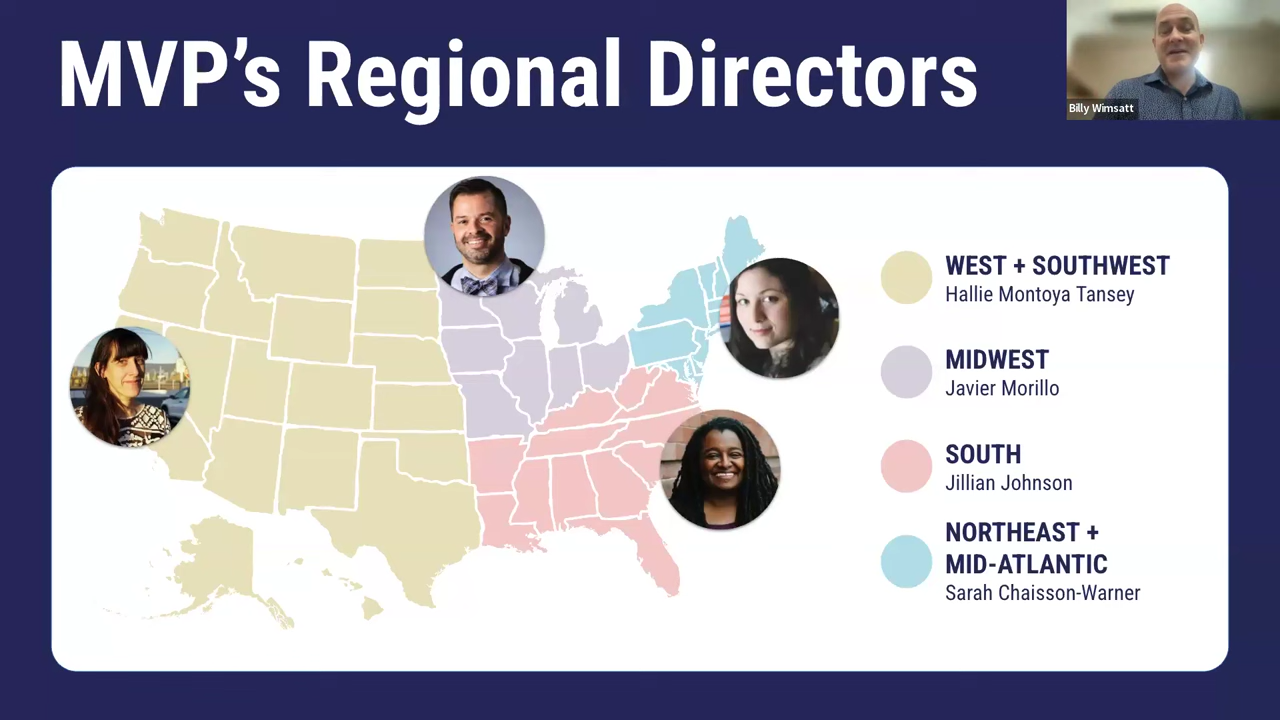 MVP’s Regional Directors
Billy Wimsatt
WEST + SOUTHWEST
Hallie Montoya Tansey
MIDWEST
Javier Morillo
SOUTH
Jillian Johnson
NORTHEAST +
MID-ATLANTIC
Sarah Chaisson-Warner